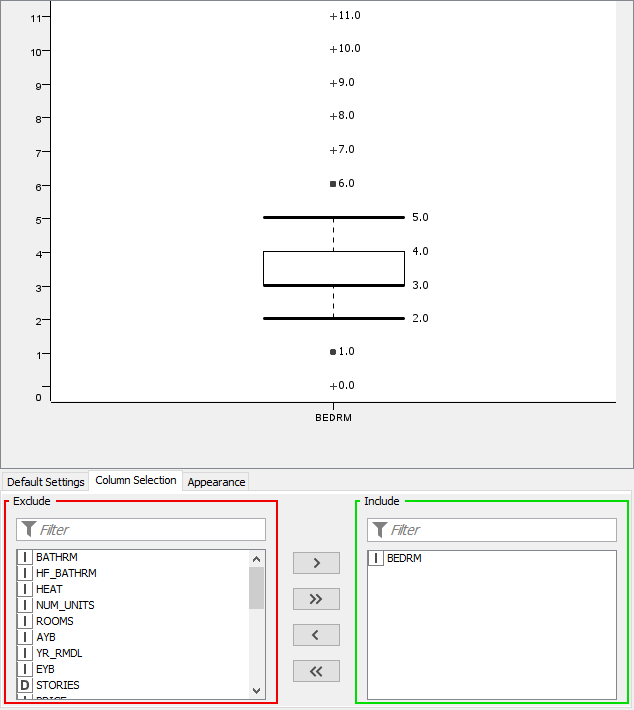 11
11.0
10
10.0
9
9.0
8
8.0
7
7.0
6
6.0
5
5.0
4
4.0
3
3.0
2
2.0
1
1.0
0
0.0
BEDRM
Default Settings Column Selection Appearance
Exclude
Filter
I BATHRM
I HF_BATHRM
I HEAT
I NUM_UNITS
I ROOMS
I AYB
I YR_RMDL
I EYB
D STORIES
>
>>
<
<<
Include
Filter
I BEDRM